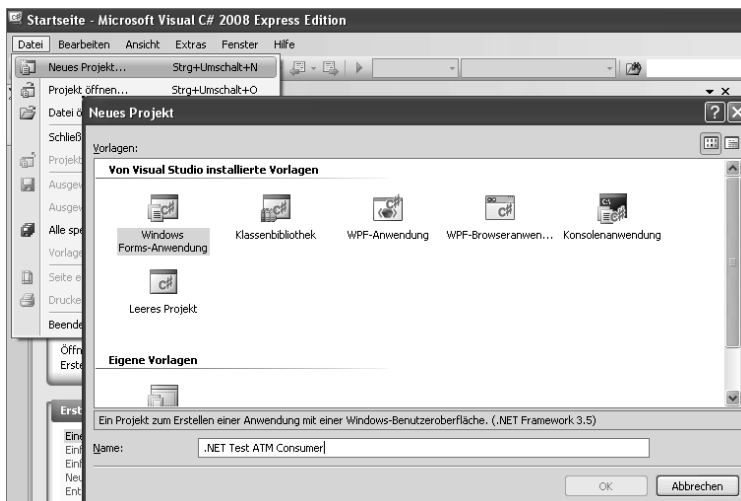 Startseite - Microsoft Visual C# 2008 Express Edition
Datei Bearbeiten Ansicht Extras Fenster Hilfe
Neues Projekt... Strg+Umschalt+N
Projekt öffnen... Strg+Umschalt+O
Datei ö
Neues Projekt
Schließ
Vorlagen:
Projekt
Von Visual Studio installierte Vorlagen
Ausgew
Ausgew
Alle spe
Windows Forms-Anwendung
Klassenbibliothek
WPF-Anwendung
WPF-Browseranwen...
Konsolenanwendung
Vorlage
Seite e
Drucke
Leeres Projekt
Beende
Öffn
Erste
Eigene Vorlagen
Erst
Ein Projekt zum Erstellen einer Anwendung mit einer Windows-Benutzeroberfläche. (.NET Framework 3.5)
Eine
Einf
Einf
Neu
Ent
Name: .NET Test ATM Consumer
OK Abbrechen